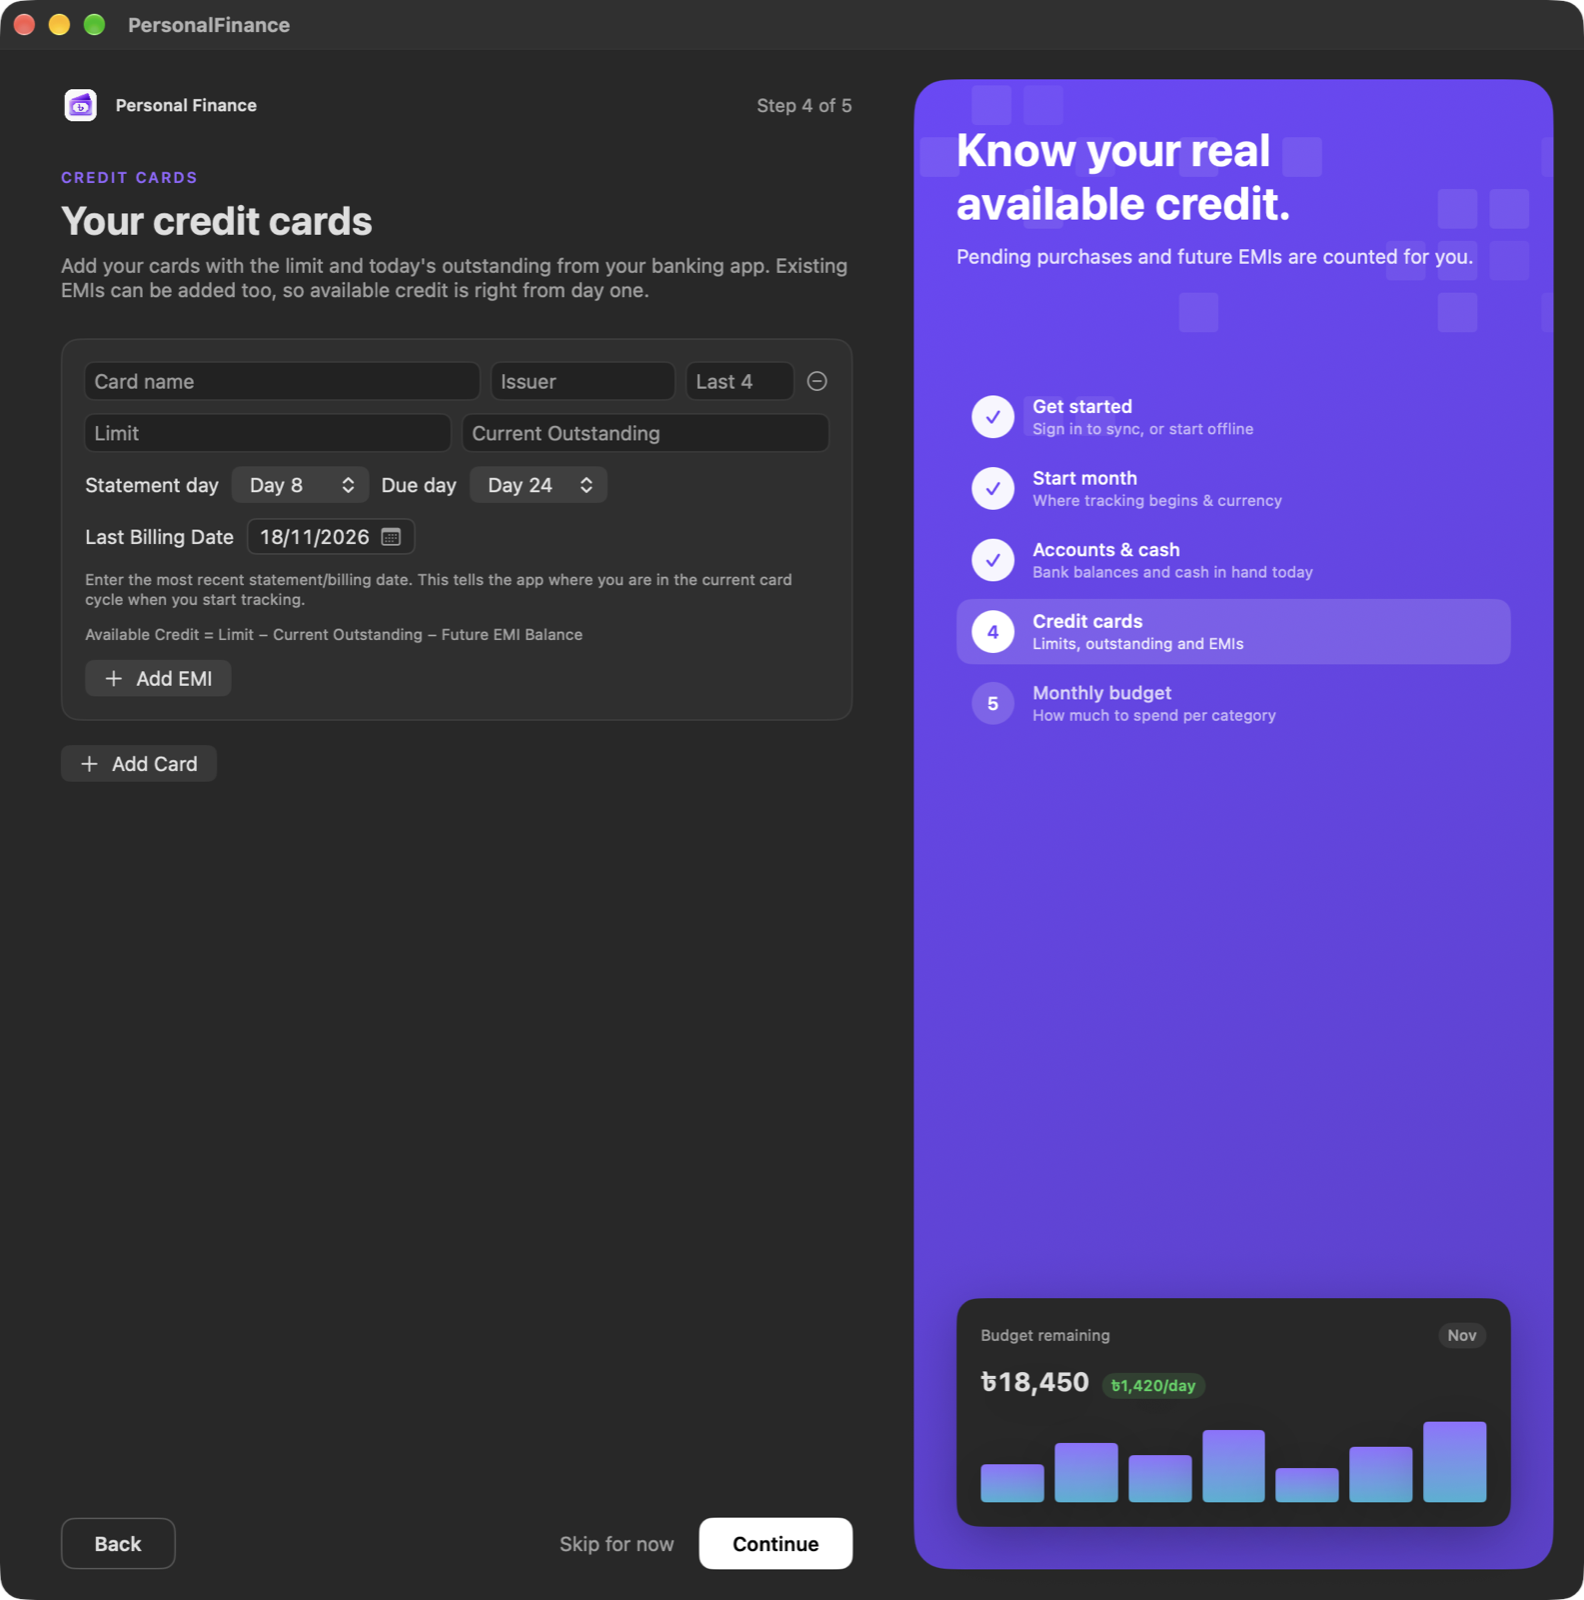 PersonalFinance
Personal Finance
Step 4 of 5
CREDIT CARDS
Your credit cards
Add your cards with the limit and today's outstanding from your banking app. Existing
EMIs can be added too, so available credit is right from day one.
Card name
Issuer
Last 4
Limit
Current Outstanding
Statement day
Day 8
Due day
Day 24
Last Billing Date
18/11/2026
Enter the most recent statement/billing date. This tells the app where you are in the current card
cycle when you start tracking.
Available Credit = Limit – Current Outstanding – Future EMI Balance
+ Add EMI
+ Add Card
Back
Skip for now
Continue
Know your real
available credit.
Pending purchases and future EMIs are counted for you.
Get started
Sign in to sync, or start offline
Start month
Where tracking begins & currency
Accounts & cash
Bank balances and cash in hand today
4
Credit cards
Limits, outstanding and EMIs
5
Monthly budget
How much to spend per category
Budget remaining
Nov
৳18,450
৳1,420/day